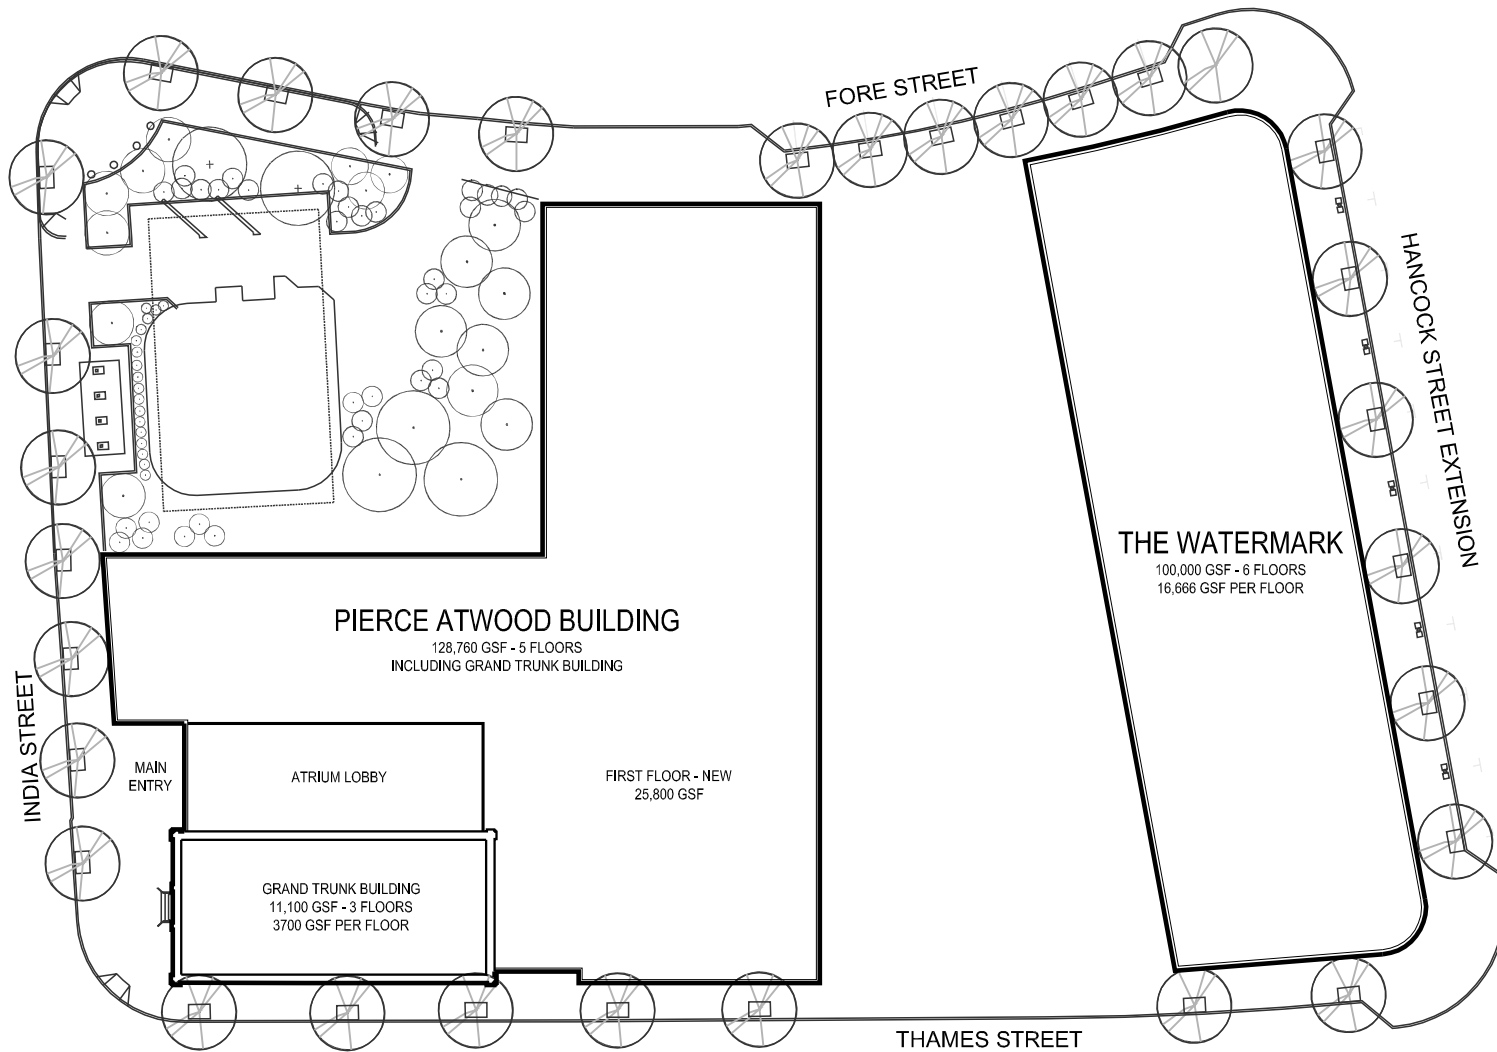 FORE STREET
HANCOCK STREET EXTENSION
THE WATERMARK
100,000 GSF - 6 FLOORS
16,666 GSF PER FLOOR
PIERCE ATWOOD BUILDING
128,760 GSF - 5 FLOORS
INCLUDING GRAND TRUNK BUILDING
INDIA STREET
MAIN
ENTRY
ATRIUM LOBBY
FIRST FLOOR - NEW
25,800 GSF
GRAND TRUNK BUILDING
11,100 GSF - 3 FLOORS
3700 GSF PER FLOOR
THAMES STREET